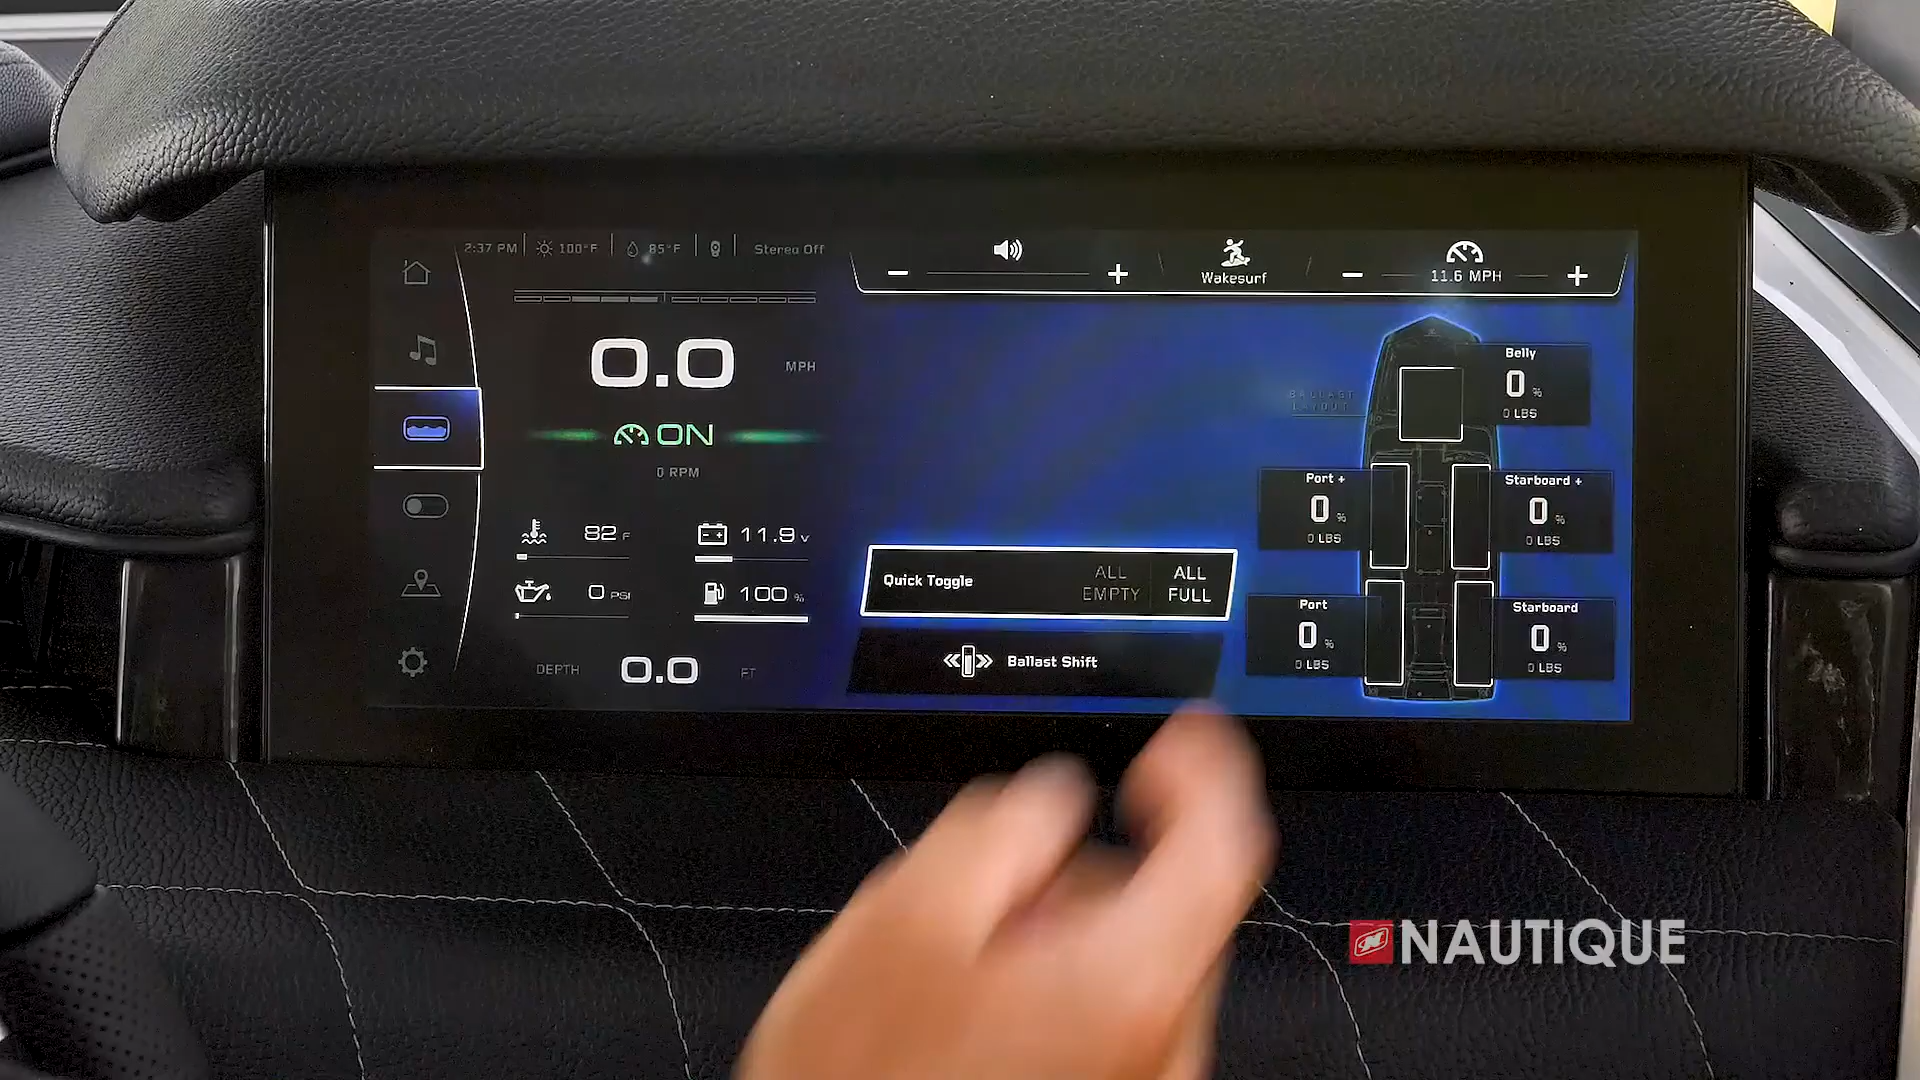 2:37 PM 100°F 85°F Stereo Off
Wakesurf
11.6 MPH
0.0 MPH
ON
0 RPM
82 F
11.9 V
0 PSI
100 %
DEPTH 0.0 FT
Quick Toggle
ALL EMPTY
ALL FULL
Ballast Shift
BALLAST
LAYOUT
Belly
0 %
0 LBS
Port +
0 %
0 LBS
Starboard +
0 %
0 LBS
Port
0 %
0 LBS
Starboard
0 %
0 LBS
NAUTIQUE